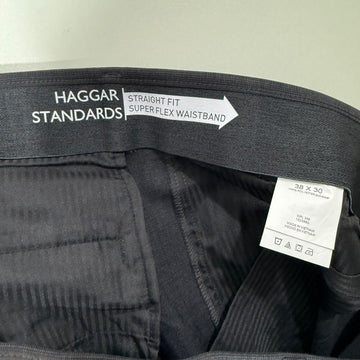 HAGGAR
STANDARDS
STRAIGHT FIT
SUPER FLEX WAISTBAND
38 X 30